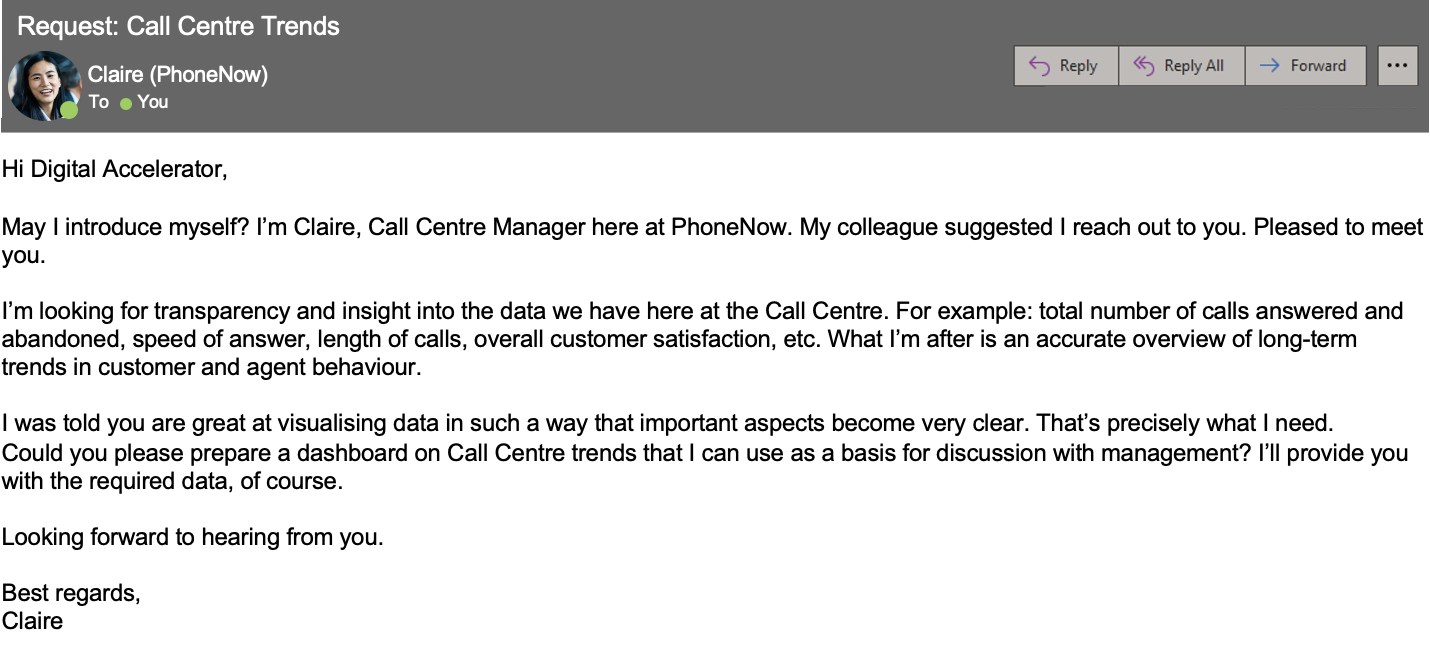 Request: Call Centre Trends
Claire (PhoneNow)
To You
Reply
Reply All
Forward
Hi Digital Accelerator,
May I introduce myself? I’m Claire, Call Centre Manager here at PhoneNow. My colleague suggested I reach out to you. Pleased to meet
you.
I’m looking for transparency and insight into the data we have here at the Call Centre. For example: total number of calls answered and
abandoned, speed of answer, length of calls, overall customer satisfaction, etc. What I’m after is an accurate overview of long-term
trends in customer and agent behaviour.
I was told you are great at visualising data in such a way that important aspects become very clear. That’s precisely what I need.
Could you please prepare a dashboard on Call Centre trends that I can use as a basis for discussion with management? I’ll provide you
with the required data, of course.
Looking forward to hearing from you.
Best regards,
Claire